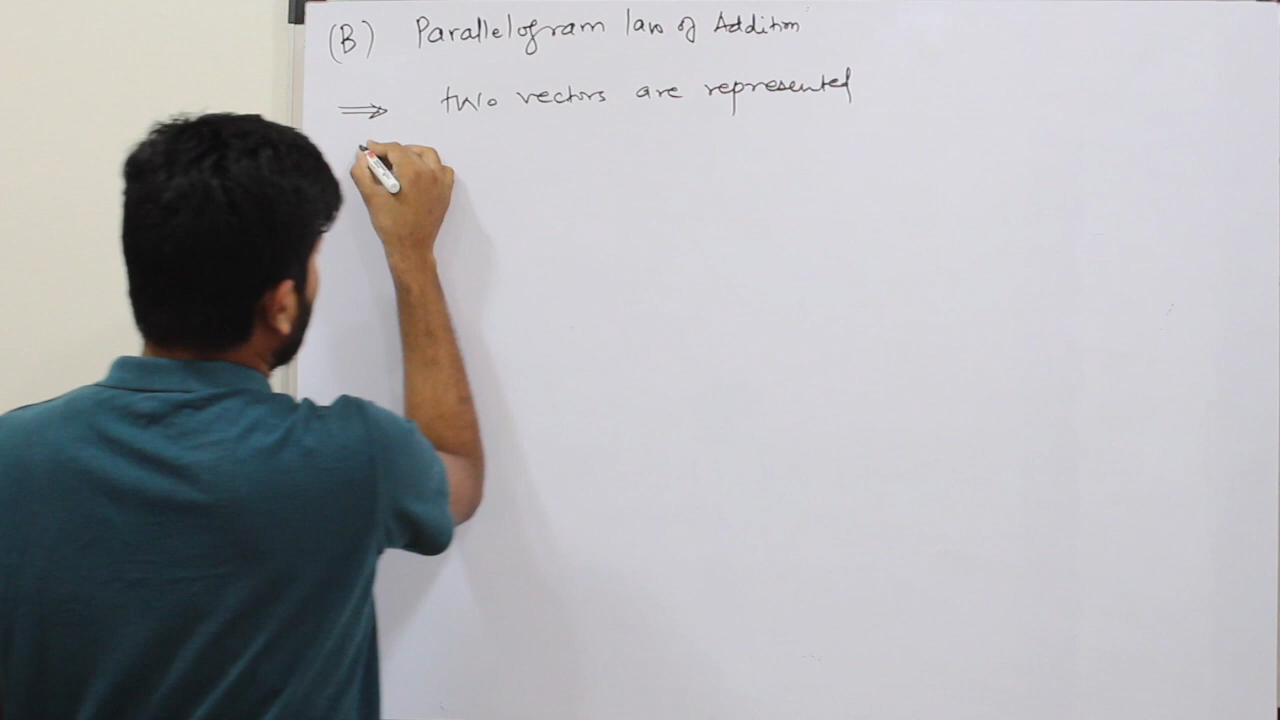 (B) Parallelogram law of Addition
⇒ two vectors are represented